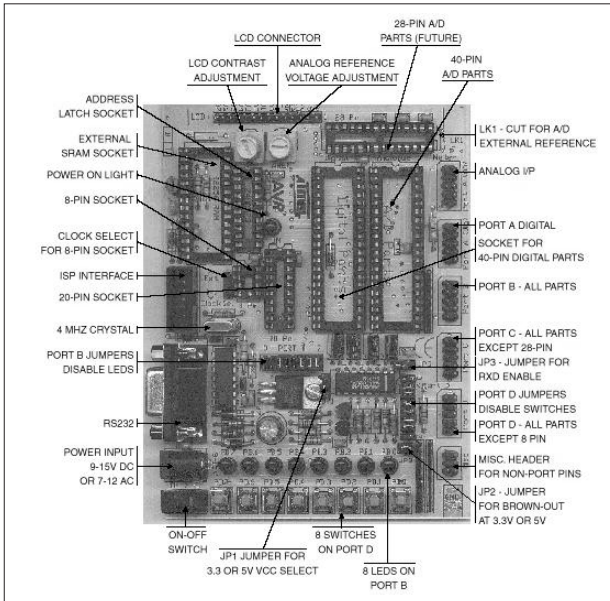 LCD CONNECTOR
28-PIN A/D
PARTS (FUTURE)
LCD CONTRAST
ADJUSTMENT
ANALOG REFERENCE
VOLTAGE ADJUSTMENT
40-PIN
A/D PARTS
ADDRESS
LATCH SOCKET
EXTERNAL
SRAM SOCKET
POWER ON LIGHT
8-PIN SOCKET
CLOCK SELECT
FOR 8-PIN SOCKET
ISP INTERFACE
20-PIN SOCKET
4 MHZ CRYSTAL
PORT B JUMPERS
DISABLE LEDS
RS232
POWER INPUT
9-15V DC
OR 7-12 AC
ON-OFF
SWITCH
LK1 - CUT FOR A/D
EXTERNAL REFERENCE
ANALOG I/P
PORT A DIGITAL
SOCKET FOR
40-PIN DIGITAL PARTS
PORT B - ALL PARTS
PORT C - ALL PARTS
EXCEPT 28-PIN
JP3 - JUMPER FOR
RXD ENABLE
PORT D JUMPERS
DISABLE SWITCHES
PORT D - ALL PARTS
EXCEPT 8 PIN
MISC. HEADER
FOR NON-PORT PINS
JP2 - JUMPER
FOR BROWN-OUT
AT 3.3V OR 5V
8 SWITCHES
ON PORT D
JP1 JUMPER FOR
3.3 OR 5V VCC SELECT
8 LEDS ON
PORT B
LCD
AVR
LK1